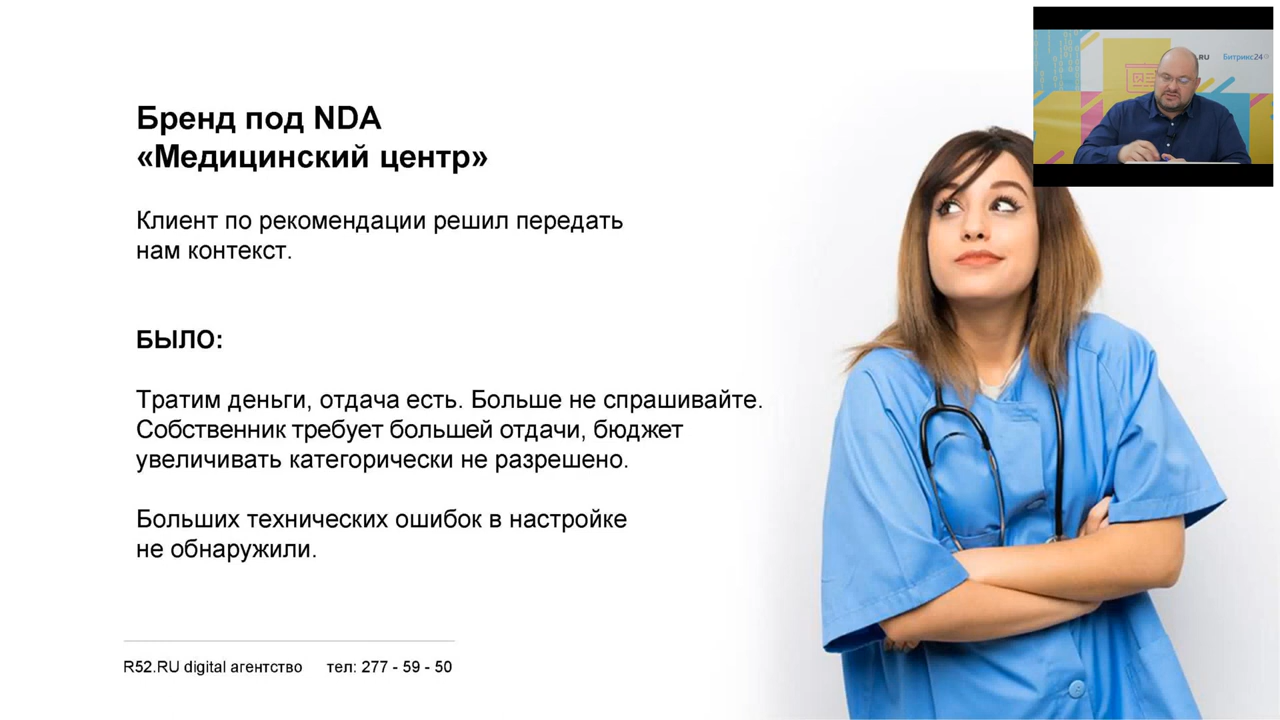 Бренд под NDA
«Медицинский центр»
Клиент по рекомендации решил передать
нам контекст.
БЫЛО:
Тратим деньги, отдача есть. Больше не спрашивайте.
Собственник требует большей отдачи, бюджет
увеличивать категорически не разрешено.
Больших технических ошибок в настройке
не обнаружили.
R52.RU digital агентство тел: 277 - 59 - 50
.RU
битрикс24